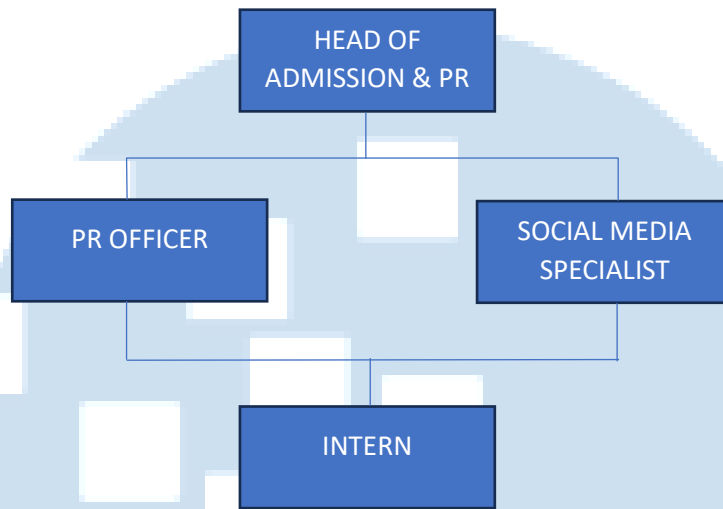 HEAD OF
ADMISSION & PR
PR OFFICER
SOCIAL MEDIA
SPECIALIST
INTERN